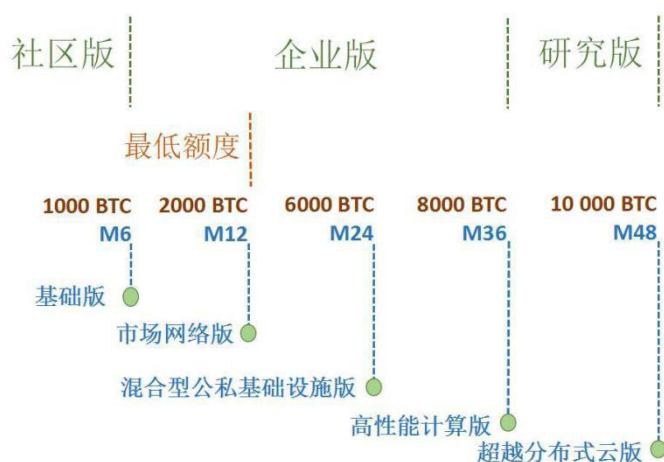 社区版 企业版 研究版
最低额度
1000 BTC 2000 BTC 6000 BTC 8000 BTC 10 000 BTC
M6 M12 M24 M36 M48
基础版
市场网络版
混合型公私基础设施版
高性能计算版
超越分布式云版